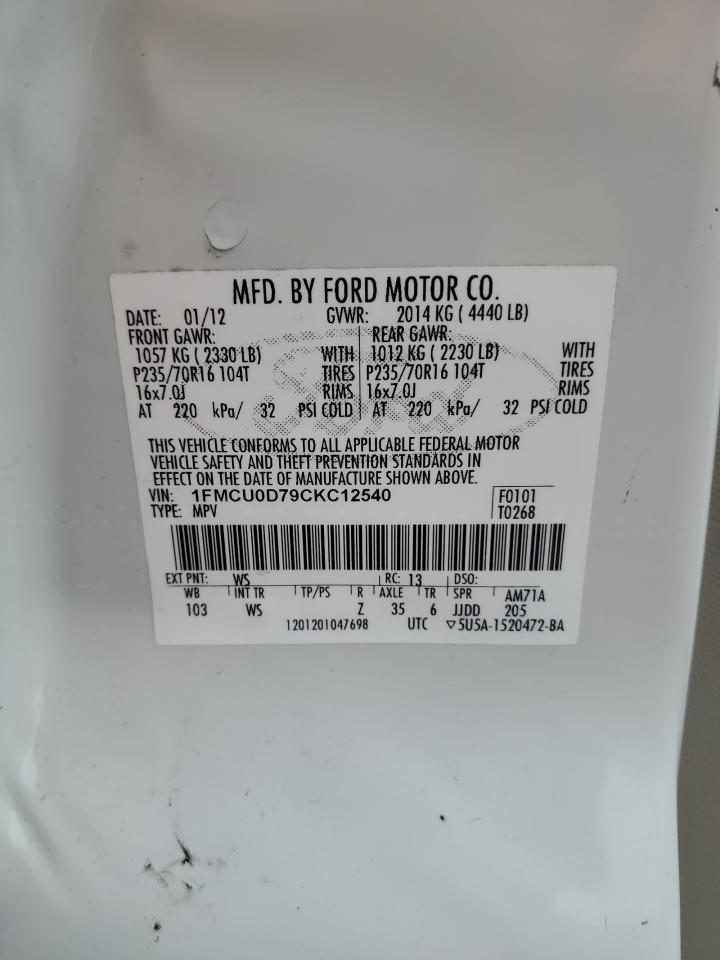 MFD. BY FORD MOTOR CO.
DATE: 01/12 GVWR: 2014 KG ( 4440 LB)
FRONT GAWR: REAR GAWR:
1057 KG ( 2330 LB) WITH 1012 KG ( 2230 LB) WITH
P235/70R16 104T TIRES P235/70R16 104T TIRES
16x7.0J RIMS 16x7.0J RIMS
AT 220 kPa/ 32 PSI COLD AT 220 kPa/ 32 PSI COLD
THIS VEHICLE CONFORMS TO ALL APPLICABLE FEDERAL MOTOR
VEHICLE SAFETY AND THEFT PREVENTION STANDARDS IN
EFFECT ON THE DATE OF MANUFACTURE SHOWN ABOVE.
VIN: 1FMCU0D79CKC12540 F0101
TYPE: MPV T0268
EXT PNT: WS RC: 13 DSO:
WB INT TR TP/PS R AXLE TR SPR AM71A
103 WS Z 35 6 JJDD 205
1201201047698 UTC ▽5U5A-1520472-BA